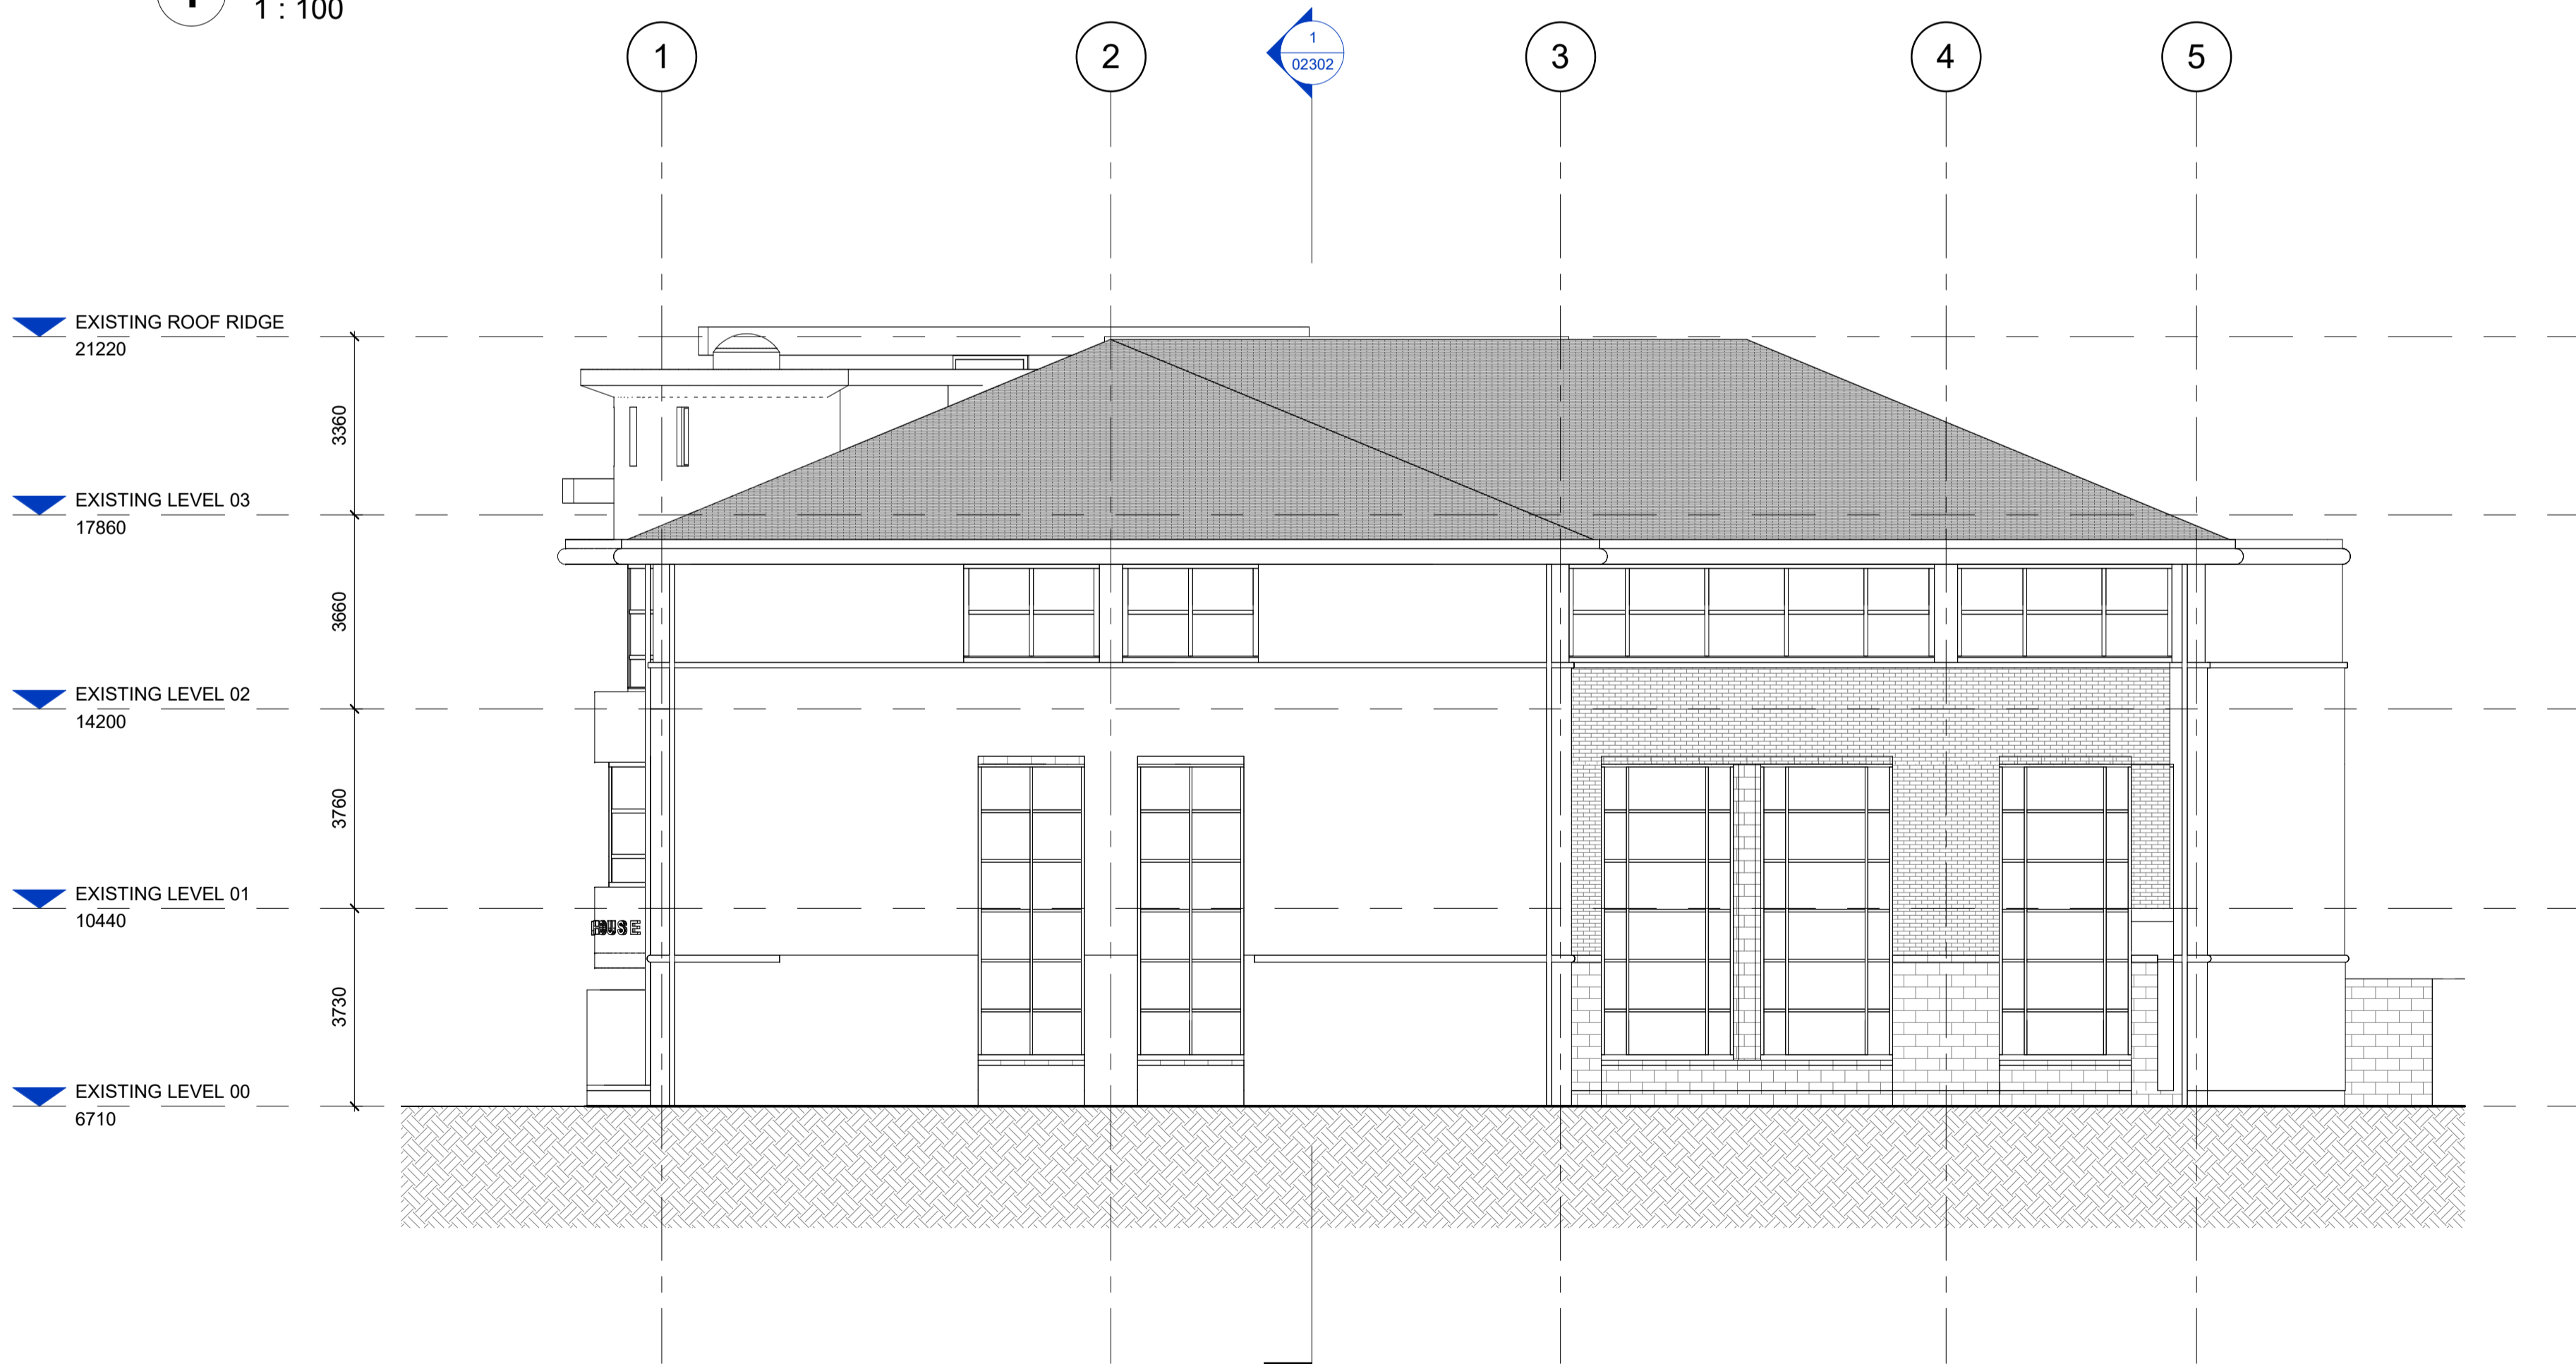 1 : 100
1
2
1
02302
3
4
5
EXISTING ROOF RIDGE
21220
3360
EXISTING LEVEL 03
17860
3660
EXISTING LEVEL 02
14200
3760
EXISTING LEVEL 01
10440
3730
EXISTING LEVEL 00
6710